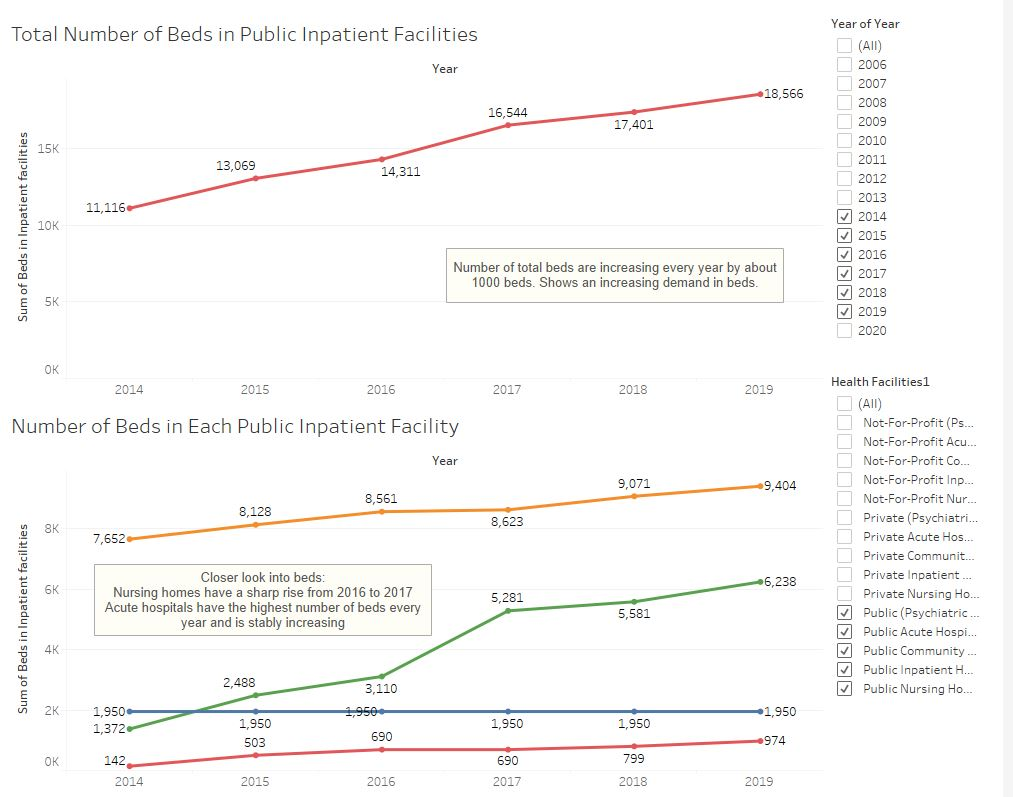 Total Number of Beds in Public Inpatient Facilities
Year
Sum of Beds in Inpatient facilities
15K
10K
5K
0K
11,116
13,069
14,311
16,544
17,401
18,566
Number of total beds are increasing every year by about
1000 beds. Shows an increasing demand in beds.
2014
2015
2016
2017
2018
2019
Number of Beds in Each Public Inpatient Facility
Year
Sum of Beds in Inpatient facilities
8K
6K
4K
2K
0K
7,652
8,128
8,561
8,623
9,071
9,404
Closer look into beds:
Nursing homes have a sharp rise from 2016 to 2017
Acute hospitals have the highest number of beds every
year and is stably increasing
1,372
2,488
3,110
5,281
5,581
6,238
1,950
1,950
1,950
1,950
1,950
1,950
142
503
690
690
799
974
2014
2015
2016
2017
2018
2019
Year of Year
(All)
2006
2007
2008
2009
2010
2011
2012
2013
2014
2015
2016
2017
2018
2019
2020
Health Facilities1
(All)
Not-For-Profit (Ps...
Not-For-Profit Acu...
Not-For-Profit Co...
Not-For-Profit Inp...
Not-For-Profit Nur...
Private (Psychiatri...
Private Acute Hos...
Private Communit...
Private Inpatient ...
Private Nursing Ho...
Public (Psychiatric ...
Public Acute Hospi...
Public Community ...
Public Inpatient H...
Public Nursing Ho...